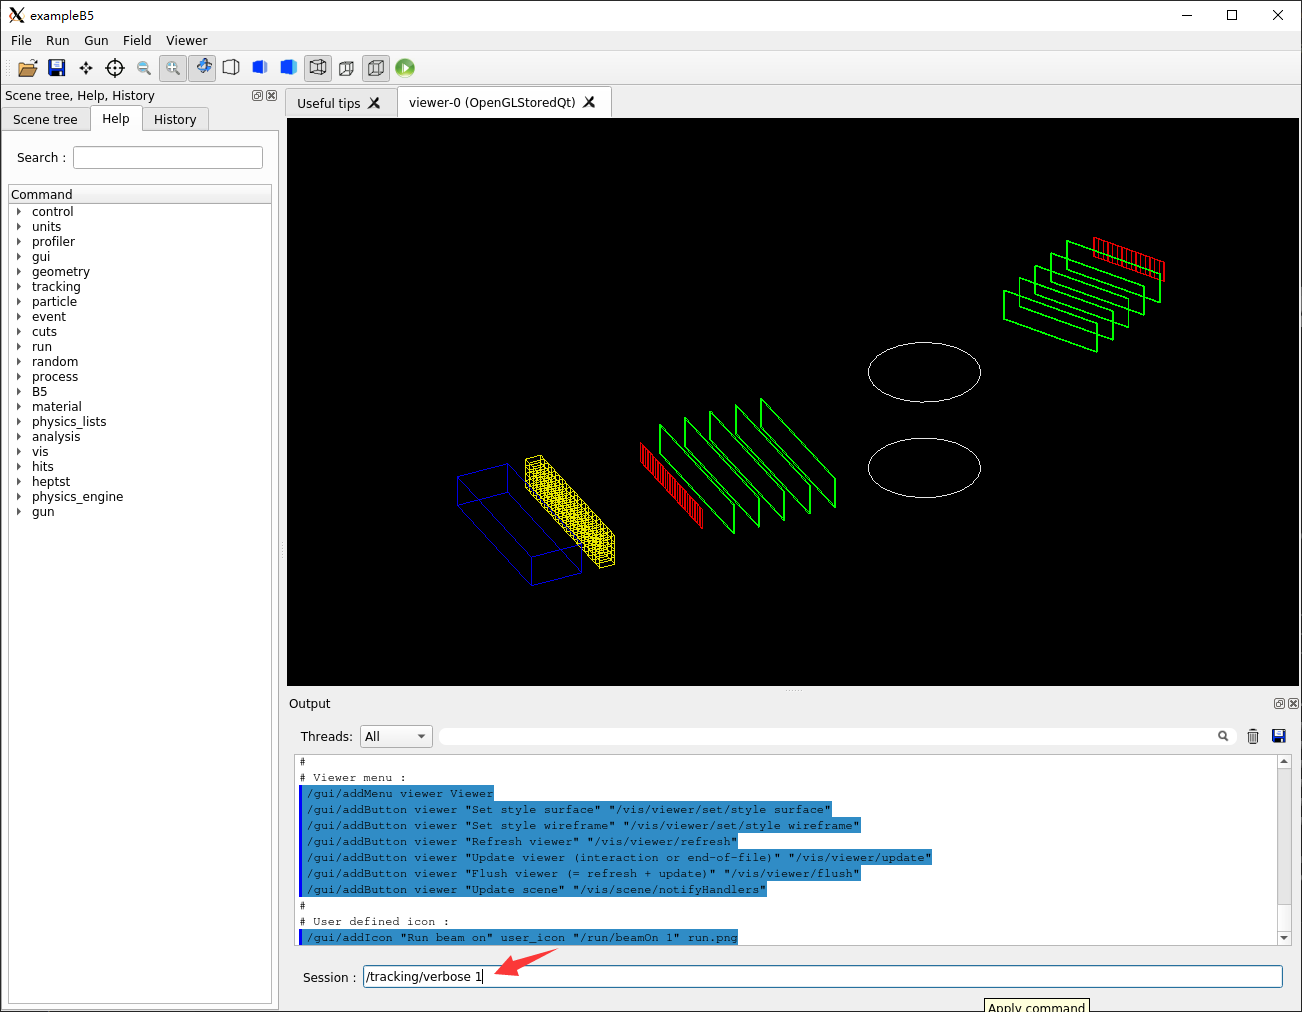 exampleB5
File Run Gun Field Viewer
Scene tree, Help, History
Useful tips
viewer-0 (OpenGLStoredQt)
Scene tree Help History
Search :
Command
control
units
profiler
gui
geometry
tracking
particle
event
cuts
run
random
process
B5
material
physics_lists
analysis
vis
hits
heptst
physics_engine
gun
Output
Threads: All
#
# Viewer menu :
/gui/addMenu viewer Viewer
/gui/addButton viewer "Set style surface" "/vis/viewer/set/style surface"
/gui/addButton viewer "Set style wireframe" "/vis/viewer/set/style wireframe"
/gui/addButton viewer "Refresh viewer" "/vis/viewer/refresh"
/gui/addButton viewer "Update viewer (interaction or end-of-file)" "/vis/viewer/update"
/gui/addButton viewer "Flush viewer (= refresh + update)" "/vis/viewer/flush"
/gui/addButton viewer "Update scene" "/vis/scene/notifyHandlers"
#
# User defined icon :
/gui/addIcon "Run beam on" user_icon "/run/beamOn 1" run.png
Session : /tracking/verbose 1
Apply command